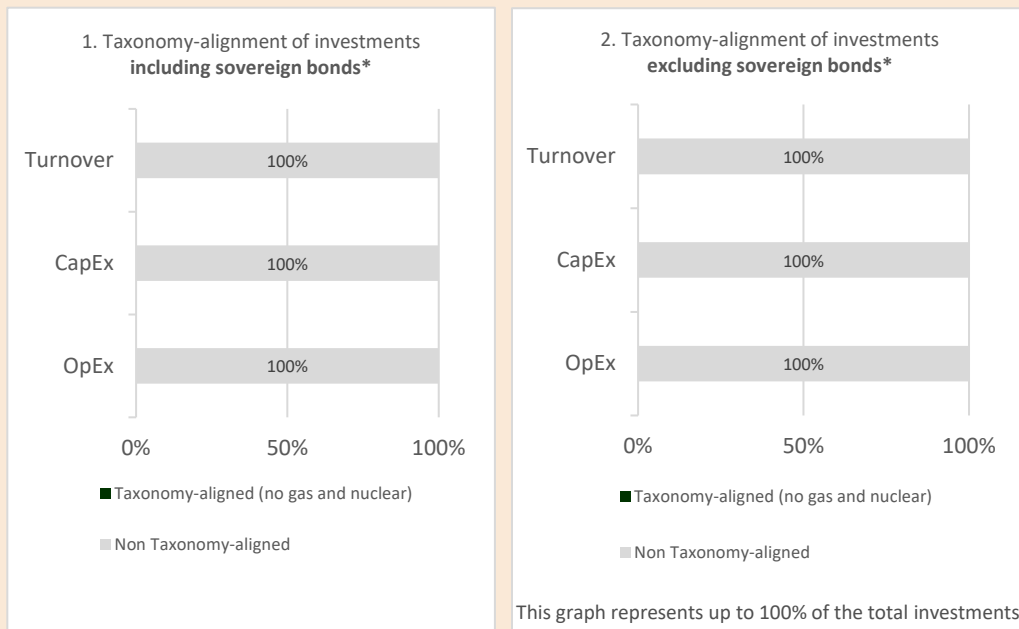 1. Taxonomy-alignment of investments
including sovereign bonds*
Turnover
100%
CapEx
100%
OpEx
100%
0% 50% 100%
Taxonomy-aligned (no gas and nuclear)
Non Taxonomy-aligned
2. Taxonomy-alignment of investments
excluding sovereign bonds*
Turnover
100%
CapEx
100%
OpEx
100%
0% 50% 100%
Taxonomy-aligned (no gas and nuclear)
Non Taxonomy-aligned
This graph represents up to 100% of the total investments